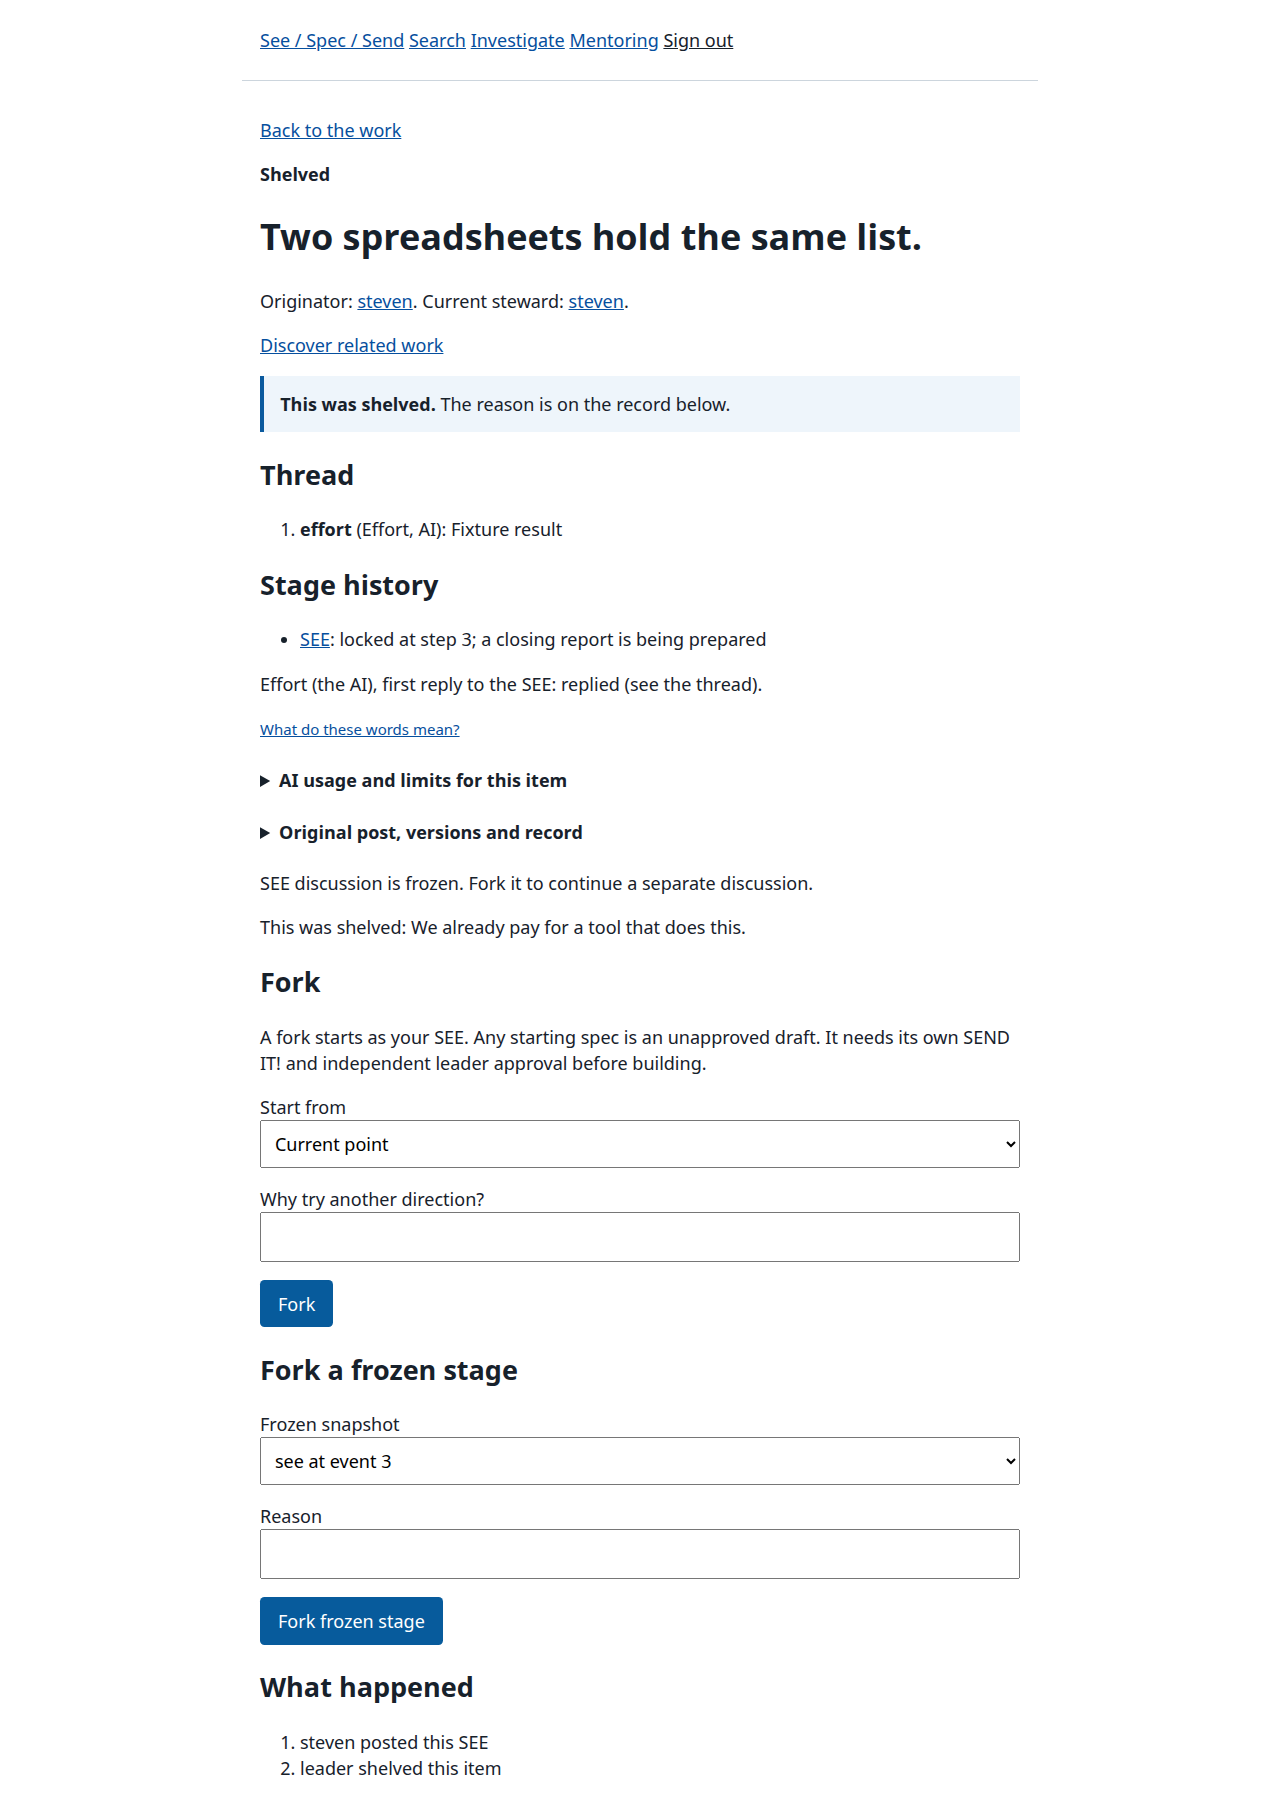 See / Spec / Send Search Investigate Mentoring Sign out
Back to the work
Shelved
Two spreadsheets hold the same list.
Originator: steven. Current steward: steven.
Discover related work
This was shelved. The reason is on the record below.
Thread
1. effort (Effort, AI): Fixture result
Stage history
• SEE: locked at step 3; a closing report is being prepared
Effort (the AI), first reply to the SEE: replied (see the thread).
What do these words mean?
▶ AI usage and limits for this item
▶ Original post, versions and record
SEE discussion is frozen. Fork it to continue a separate discussion.
This was shelved: We already pay for a tool that does this.
Fork
A fork starts as your SEE. Any starting spec is an unapproved draft. It needs its own SEND
IT! and independent leader approval before building.
Start from
Current point
Why try another direction?
Fork
Fork a frozen stage
Frozen snapshot
see at event 3
Reason
Fork frozen stage
What happened
1. steven posted this SEE
2. leader shelved this item